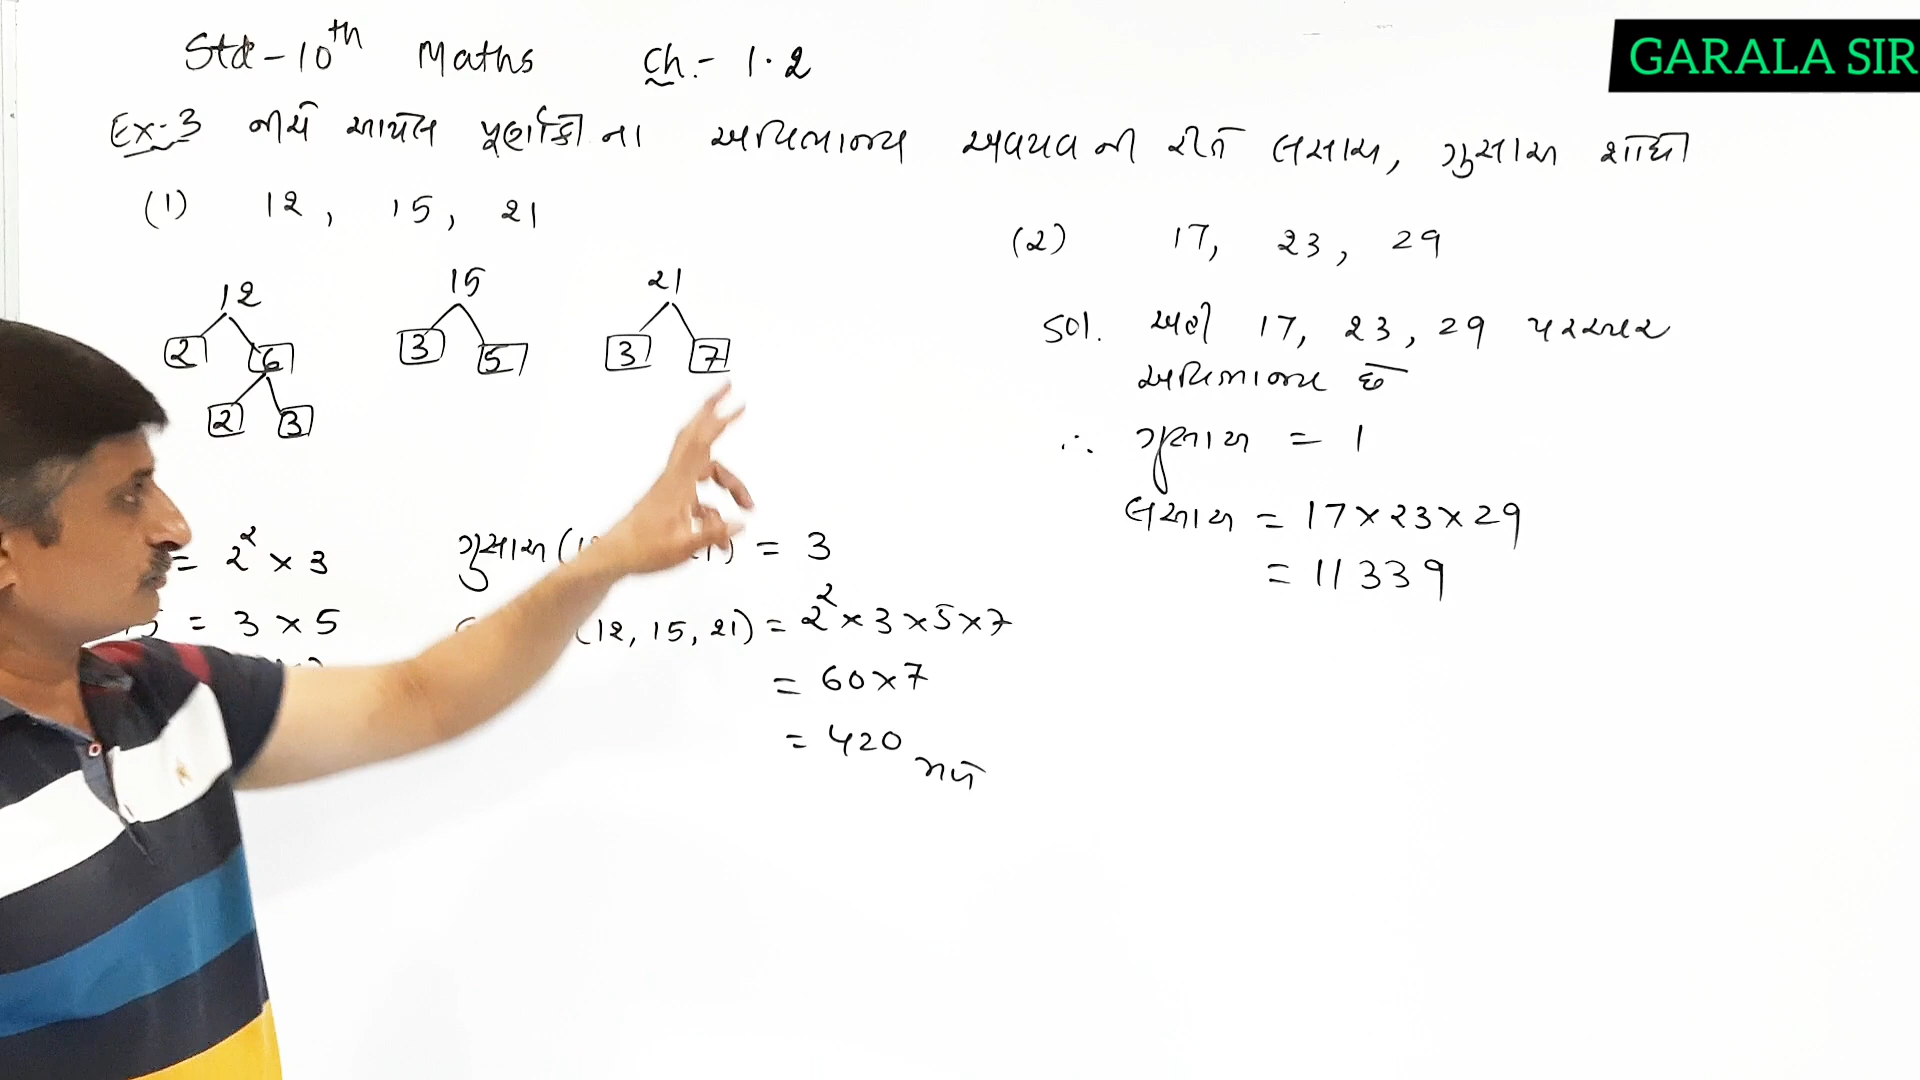 Std - 10th Maths Ch. - 1.2
GARALA SIR
Ex-3 નીચે આપેલ પૂર્ણાંકોના અવિભાજ્ય અવયવની રીતે લસાઅ, ગુસાઅ શોધો
(1) 12, 15, 21
12 15 21
2 6 3 5 3 7
2 3
= 2² × 3
= 3 × 5
ગુસાઅ ( ) = 3
(12, 15, 21) = 2² × 3 × 5 × 7
= 60 × 7
= 420
(2) 17, 23, 29
Sol. અહી 17, 23, 29 પરસ્પર
અવિભાજ્ય છે
∴ ગુસાઅ = 1
લસાઅ = 17 × 23 × 29
= 11339